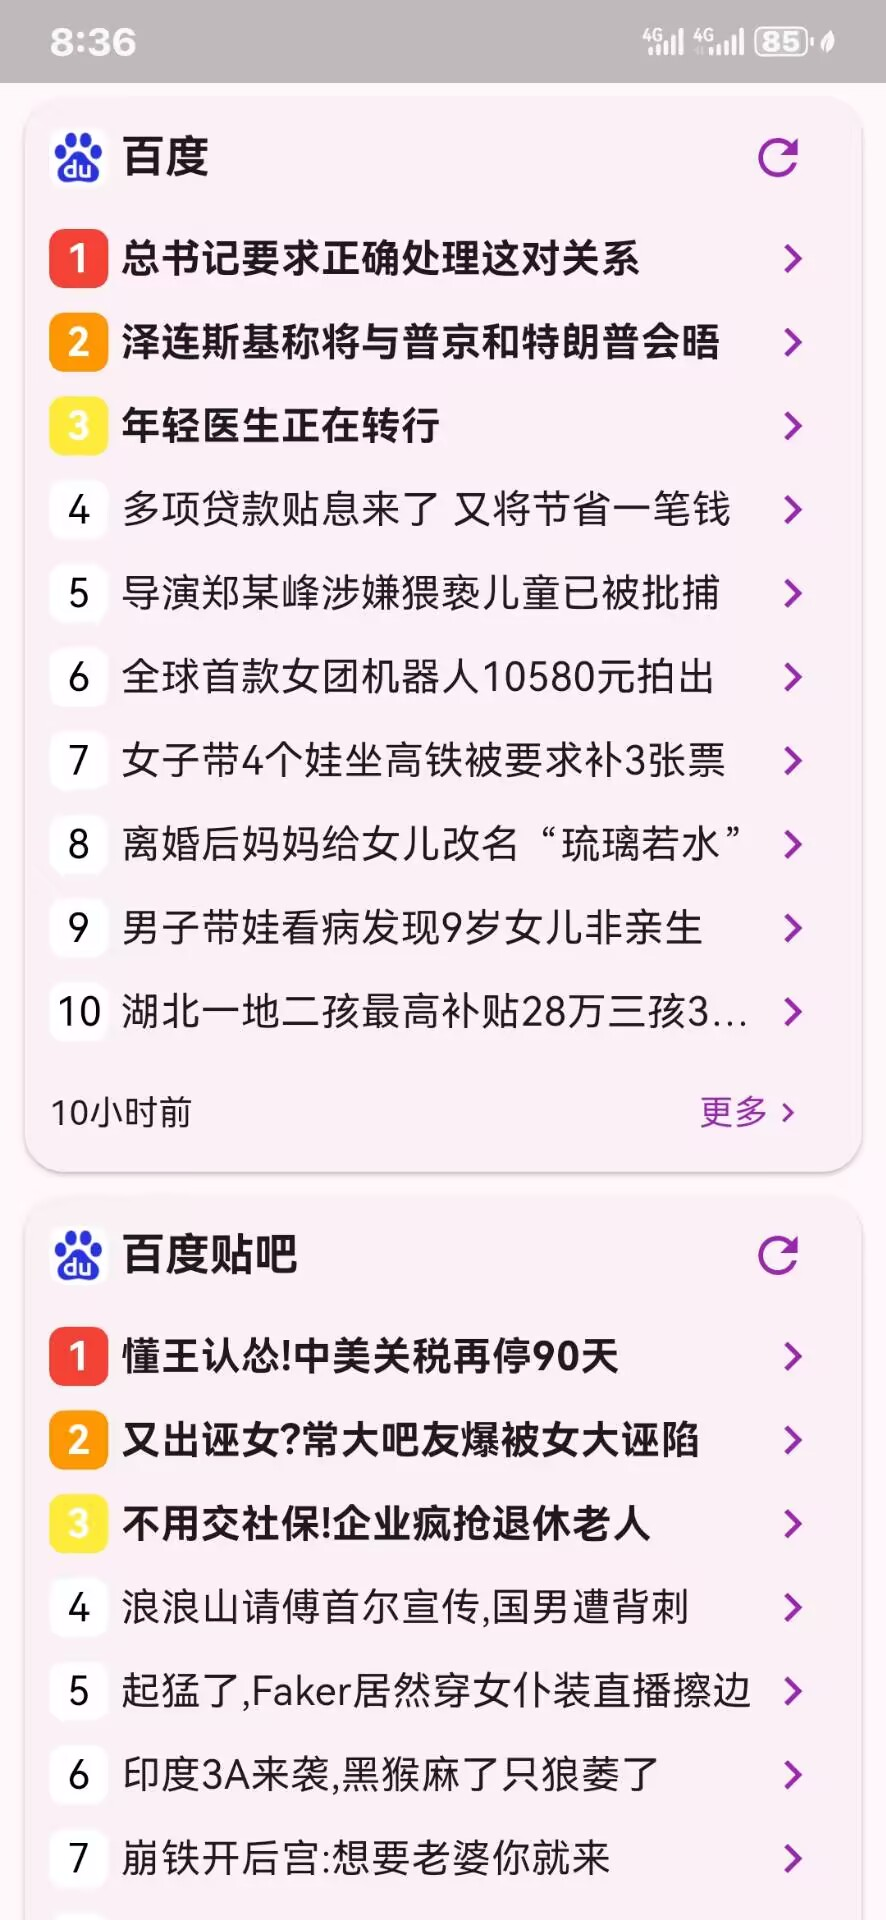 8:36
4G 4G 85
du 百度
1 总书记要求正确处理这对关系
2 泽连斯基称将与普京和特朗普会晤
3 年轻医生正在转行
4 多项贷款贴息来了 又将节省一笔钱
5 导演郑某峰涉嫌猥亵儿童已被批捕
6 全球首款女团机器人10580元拍出
7 女子带4个娃坐高铁被要求补3张票
8 离婚后妈妈给女儿改名“琉璃若水”
9 男子带娃看病发现9岁女儿非亲生
10 湖北一地二孩最高补贴28万三孩3...
10小时前 更多
du 百度贴吧
1 懂王认怂!中美关税再停90天
2 又出诬女?常大吧友爆被女大诬陷
3 不用交社保!企业疯抢退休老人
4 浪浪山请傅首尔宣传,国男遭背刺
5 起猛了,Faker居然穿女仆装直播擦边
6 印度3A来袭,黑猴麻了只狼萎了
7 崩铁开后宫:想要老婆你就来